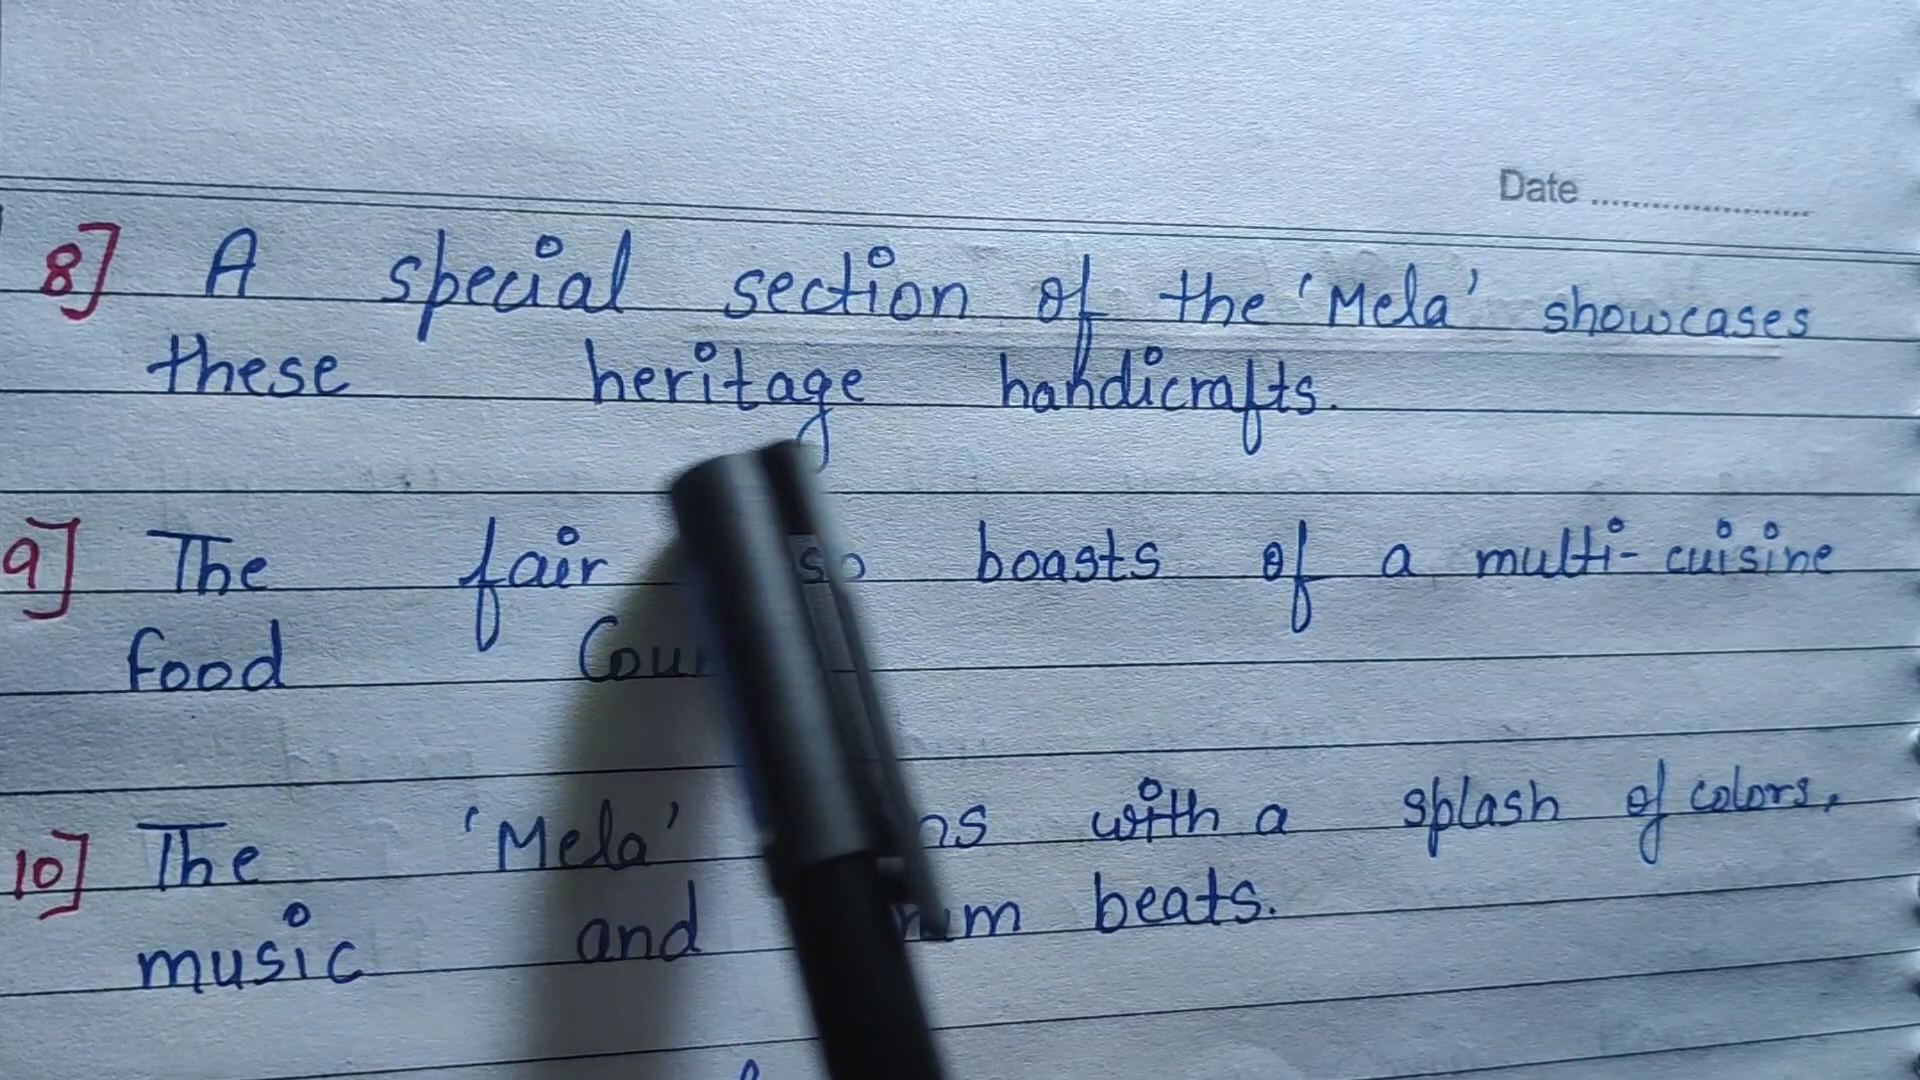 Date
8] A special section of the 'Mela' showcases
these heritage handicrafts.
9] The fair boasts of a multi-cuisine
Food
10] The 'Mela' with a splash of colors,
music and beats.